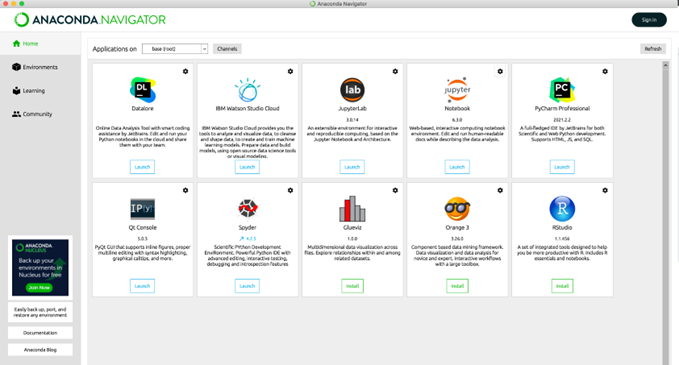 Anaconda Navigator
ANACONDA.NAVIGATOR
Sign in
Home
Environments
Learning
Community
Applications on
base (root)
Channels
Refresh
DL
Datalore
Online Data Analysis Tool with smart coding
assistance by JetBrains. Edit and run your
Python notebooks in the cloud and share
them with your team.
Launch
IBM Watson Studio Cloud
IBM Watson Studio Cloud provides you the
tools to analyze and visualize data, to cleanse
and shape data, to create and train machine
learning models. Prepare data and build
models, using open source data science tools
or visual modeling.
Launch
lab
JupyterLab
3.0.14
An extensible environment for interactive
and reproducible computing, based on the
Jupyter Notebook and Architecture.
Launch
jupyter
Notebook
6.3.0
Web-based, interactive computing notebook
environment. Edit and run human-readable
docs while describing the data analysis.
Launch
PC
PyCharm Professional
2021.2.2
A full-fledged IDE by JetBrains for both
Scientific and Web Python development.
Supports HTML, JS, and SQL.
Launch
IP[y]:
Qt Console
5.0.3
PyQt GUI that supports inline figures, proper
multiline editing with syntax highlighting,
graphical calltips, and more.
Launch
Spyder
4.2.5
Scientific PYthon Development
EnviRonment. Powerful Python IDE with
advanced editing, interactive testing,
debugging and introspection features
Launch
Glueviz
1.0.0
Multidimensional data visualization across
files. Explore relationships within and among
related datasets.
Install
Orange 3
3.26.0
Component based data mining framework.
Data visualization and data analysis for
novice and expert. Interactive workflows
with a large toolbox.
Install
R
RStudio
1.1.456
A set of integrated tools designed to help
you be more productive with R. Includes R
essentials and notebooks.
Install
ANACONDA
NUCLEUS
Back up your
environments in
Nucleus for free
Join Now
Easily back up, port, and
restore any environment
Documentation
Anaconda Blog